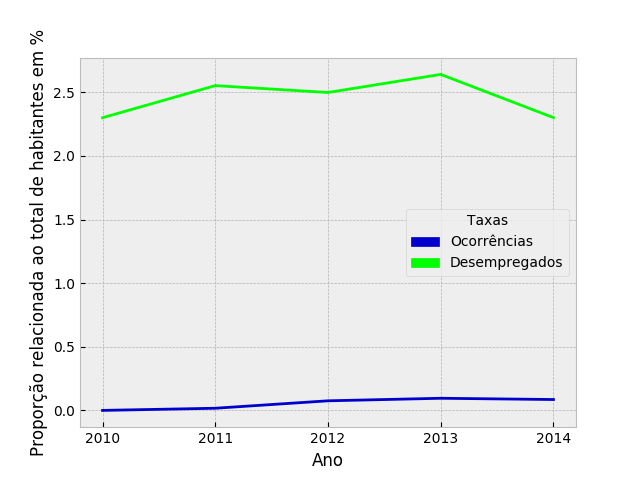 Proporção relacionada ao total de habitantes em %
2.5
2.0
1.5
1.0
0.5
0.0
Taxas
Ocorrências
Desempregados
2010 2011 2012 2013 2014
Ano